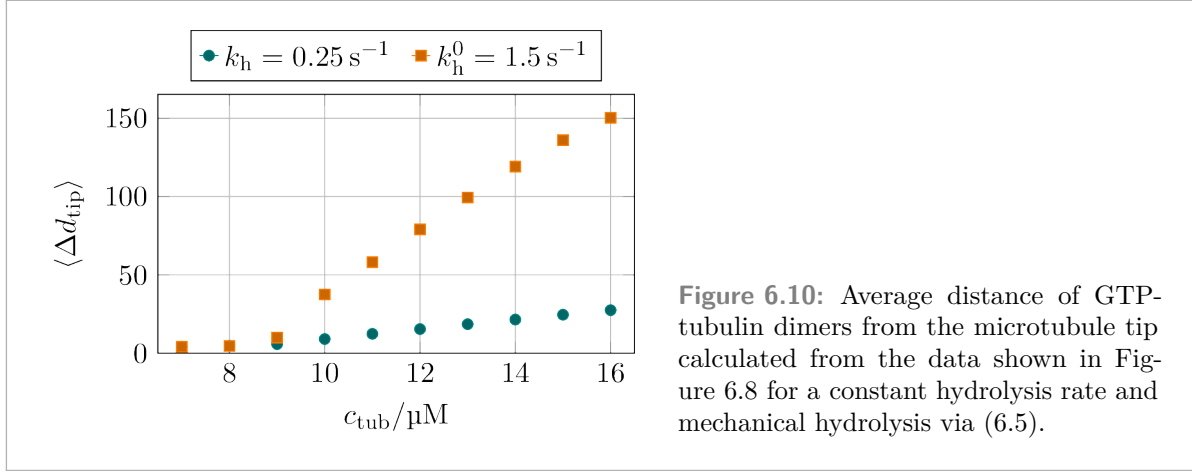 k_h = 0.25 s⁻¹ k_h⁰ = 1.5 s⁻¹
150
100
50
0
⟨Δd_tip⟩
8 10 12 14 16
c_tub/µM
Figure 6.10: Average distance of GTP-
tubulin dimers from the microtubule tip
calculated from the data shown in Fig-
ure 6.8 for a constant hydrolysis rate and
mechanical hydrolysis via (6.5).